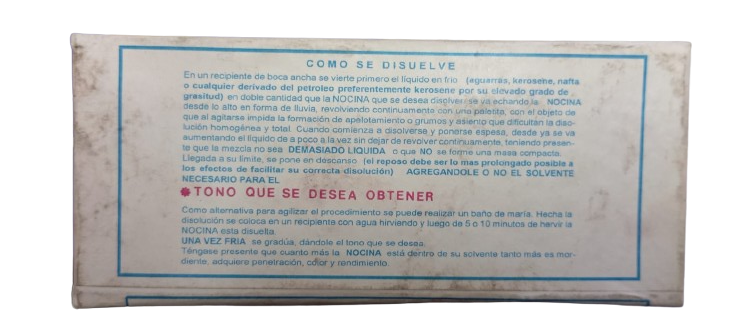 COMO SE DISUELVE
En un recipiente de boca ancha se vierte primero el líquido en frío (aguarras, kerosene, nafta
o cualquier derivado del petroleo preferentemente kerosene por su elevado grado de
grasitud) en doble cantidad que la NOCINA que se desea disolver; se va echando la NOCINA
desde lo alto en forma de lluvia, revolviendo continuamente con una paletita, con el objeto de
que al agitarse impida la formación de apelotamiento o grumos y asiento que dificultan la diso-
lución homogénea y total. Cuando comienza a disolverse y ponerse espesa, desde ya se va
aumentando el líquido de a poco a la vez sin dejar de revolver continuamente, teniendo presen-
te que la mezcla no sea DEMASIADO LIQUIDA o que NO se forme una masa compacta.
Llegada a su límite, se pone en descanso. (el reposo debe ser lo mas prolongado posible a
los efectos de facilitar su correcta disolución) AGREGANDOLE O NO EL SOLVENTE
NECESARIO PARA EL
TONO QUE SE DESEA OBTENER
Como alternativa para agilizar el procedimiento se puede realizar un baño de maría. Hecha la
disolución se coloca en un recipiente con agua hirviendo y luego de 5 o 10 minutos de hervir la
NOCINA esta disuelta.
UNA VEZ FRIA se gradúa, dándole el tono que se desea.
Téngase presente que cuanto más la NOCINA está dentro de su solvente tanto más es mor-
diente, adquiere penetración, color y rendimiento.